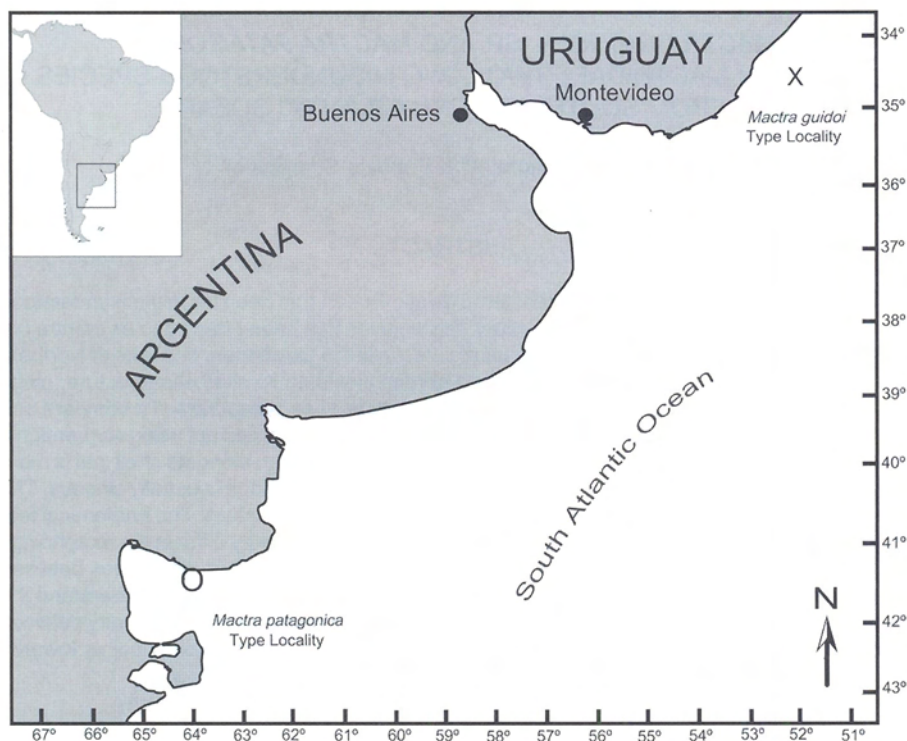 URUGUAY
Montevideo
Buenos Aires
X
Mactra guidoi
Type Locality
ARGENTINA
South Atlantic Ocean
O
Mactra patagonica
Type Locality
N
34°
35°
36°
37°
38°
39°
40°
41°
42°
43°
67° 66° 65° 64° 63° 62° 61° 60° 59° 58° 57° 56° 55° 54° 53° 52° 51°